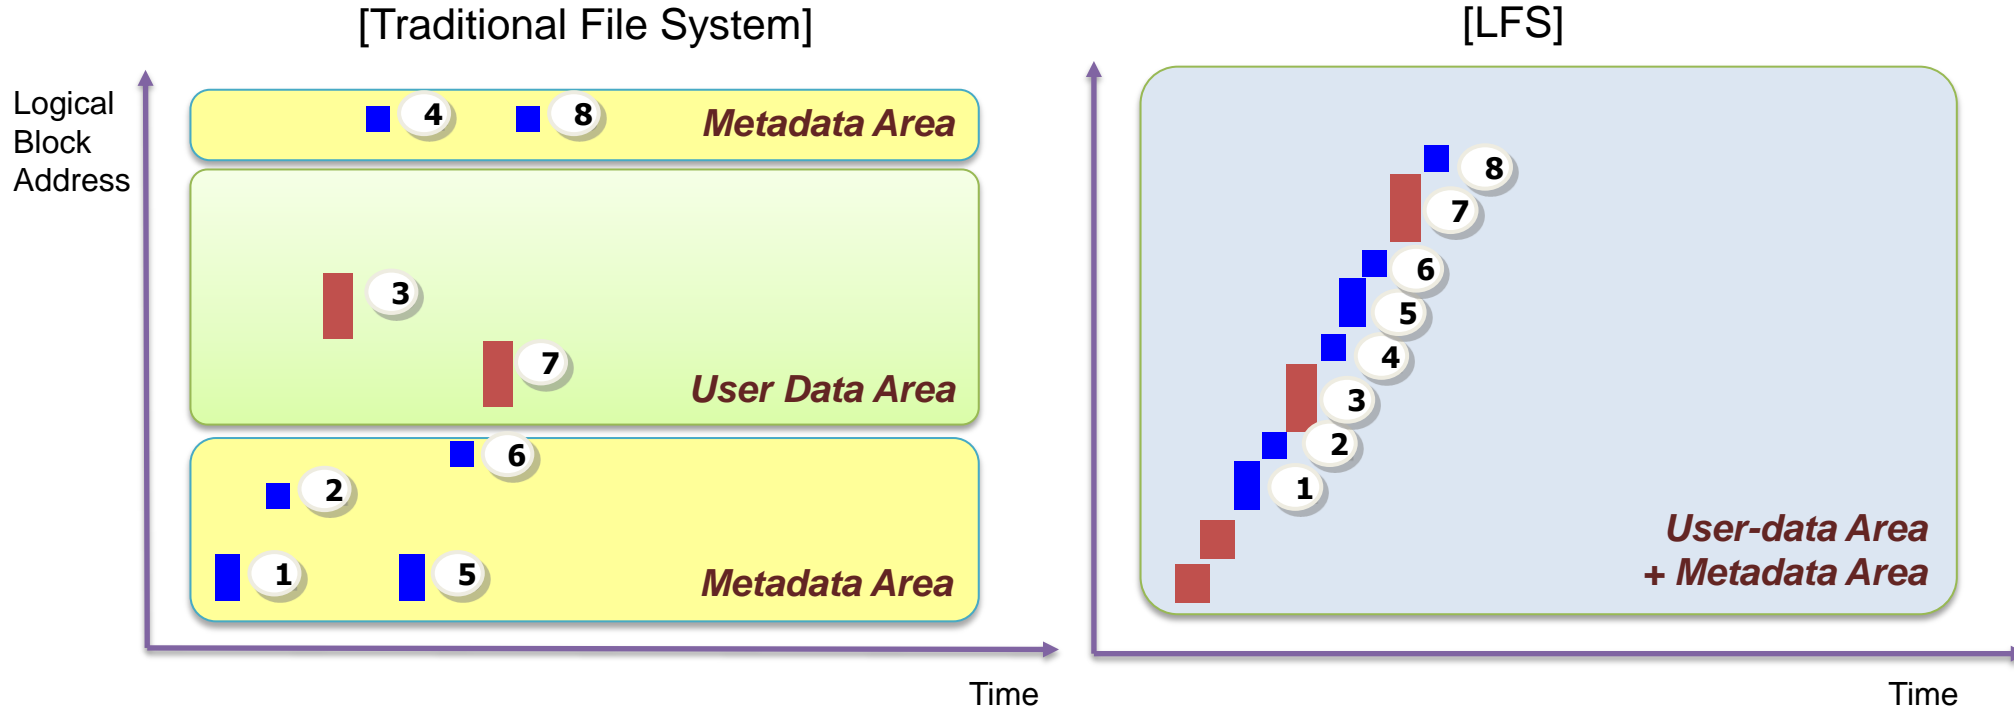 [Traditional File System]
Logical
Block
Address
4
8
Metadata Area
3
7
User Data Area
6
2
1
5
Metadata Area
Time
[LFS]
8
7
6
5
4
3
2
1
User-data Area
+ Metadata Area
Time